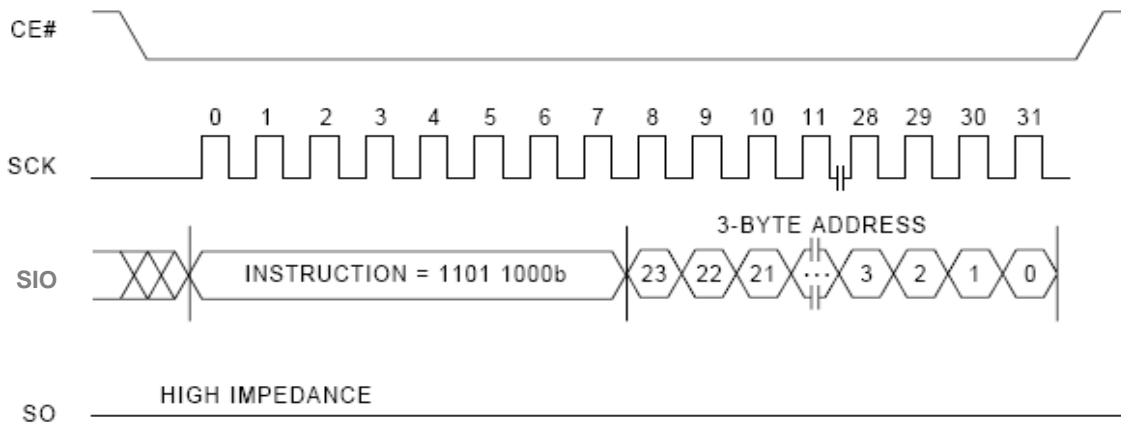 CE#
0 1 2 3 4 5 6 7 8 9 10 11 28 29 30 31
SCK
3-BYTE ADDRESS
SIO INSTRUCTION = 1101 1000b 23 22 21 ... 3 2 1 0
HIGH IMPEDANCE
SO